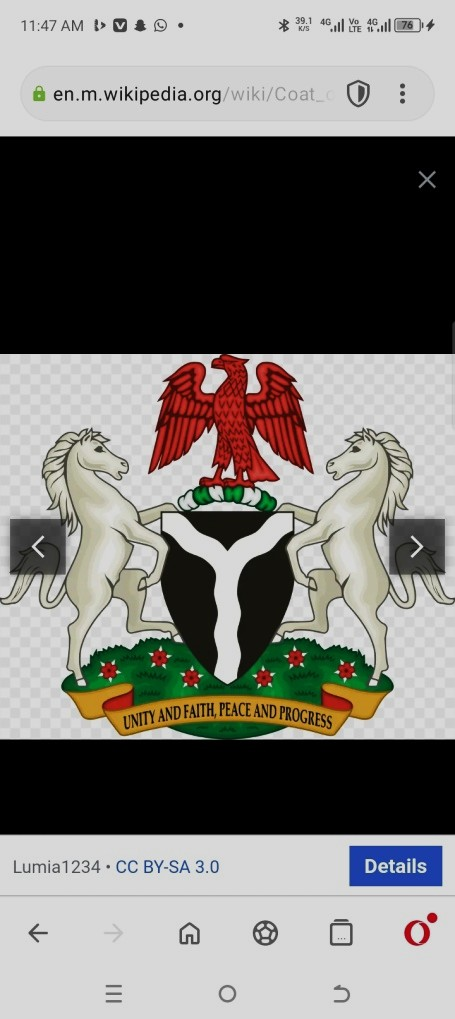 11:47 AM
39.1 K/S 4G Vo LTE 4G 76
en.m.wikipedia.org/wiki/Coat_o
UNITY AND FAITH, PEACE AND PROGRESS
Lumia1234 • CC BY-SA 3.0
Details